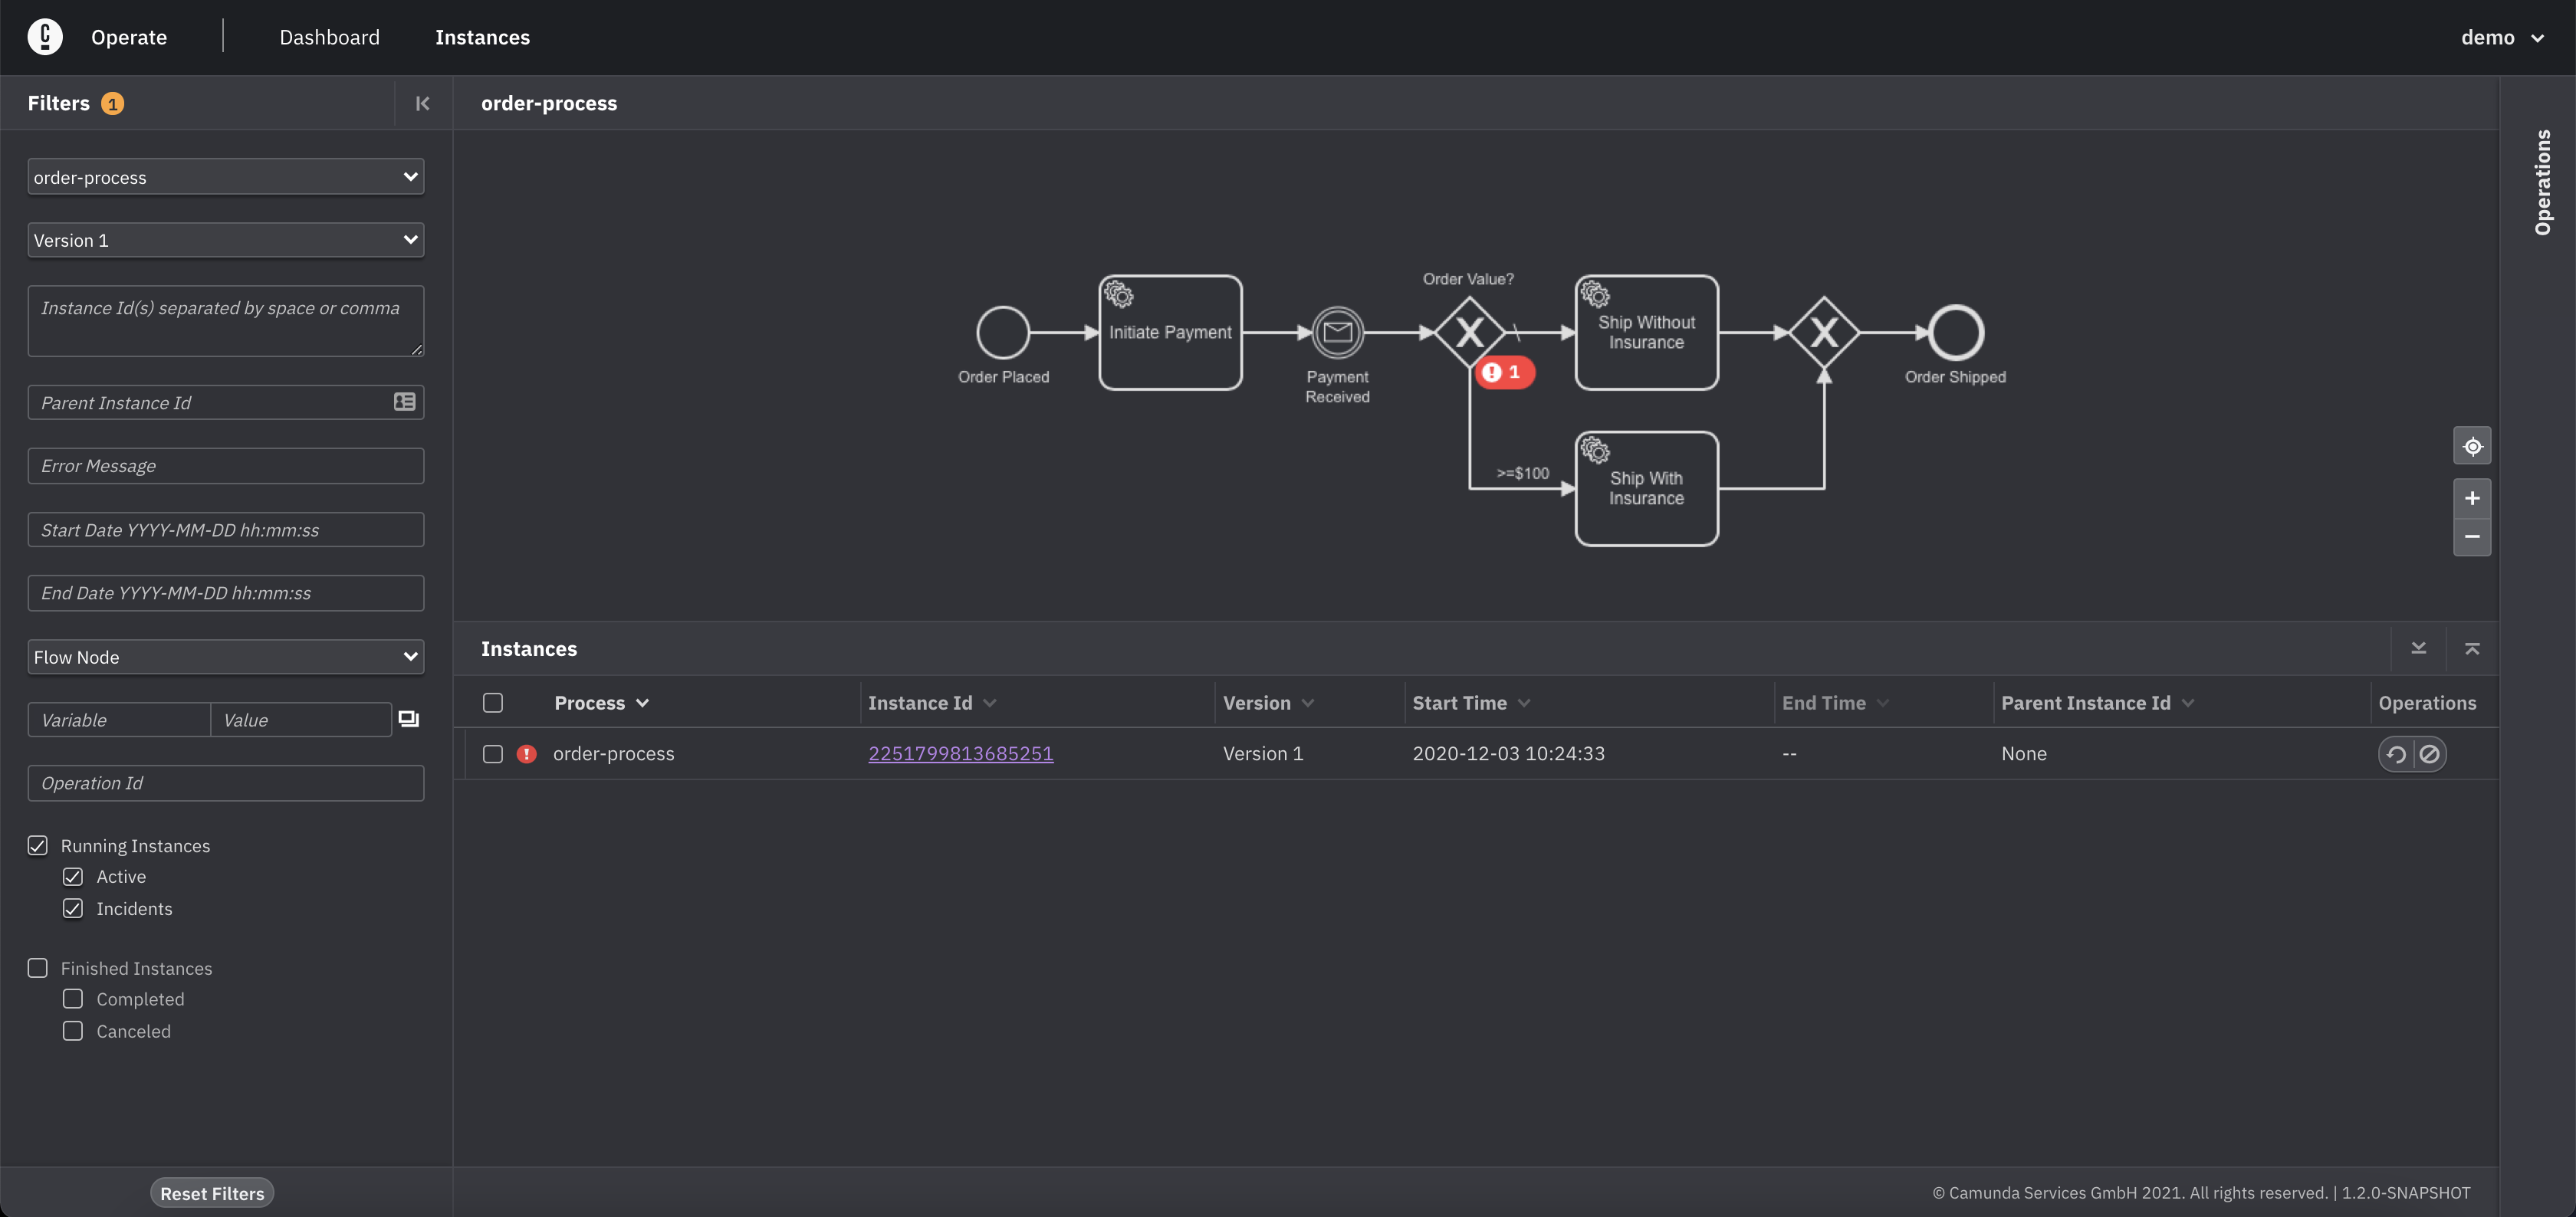 Operate
Dashboard
Instances
demo
Filters 1
order-process
Version 1
Instance Id(s) separated by space or comma
Parent Instance Id
Error Message
Start Date YYYY-MM-DD hh:mm:ss
End Date YYYY-MM-DD hh:mm:ss
Flow Node
Variable
Value
Operation Id
Running Instances
Active
Incidents
Finished Instances
Completed
Canceled
Reset Filters
order-process
Order Placed
Initiate Payment
Payment
Received
Order Value?
1
Ship Without
Insurance
>=$100
Ship With
Insurance
Order Shipped
Operations
Instances
Process Instance Id Version Start Time End Time Parent Instance Id Operations
order-process 2251799813685251 Version 1 2020-12-03 10:24:33 -- None
© Camunda Services GmbH 2021. All rights reserved. | 1.2.0-SNAPSHOT